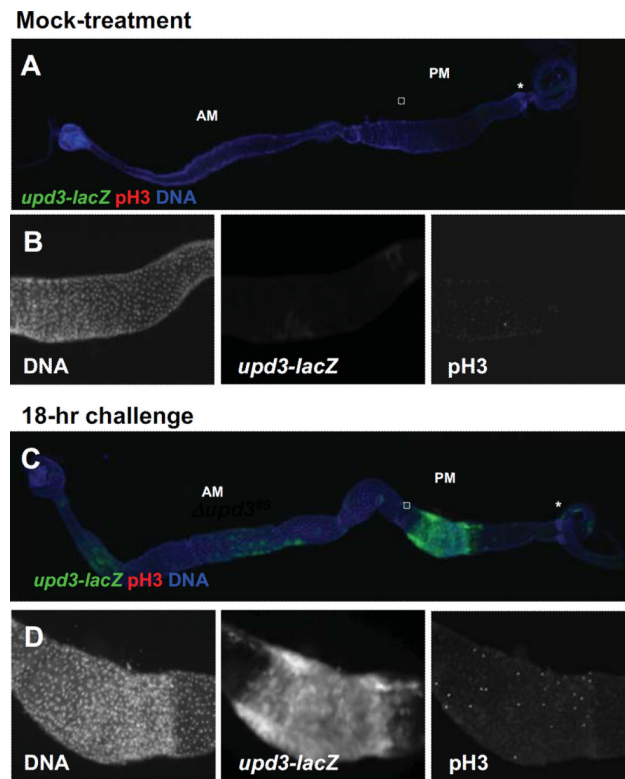 Mock-treatment
A
PM
*
AM
upd3-lacZ pH3 DNA
B
DNA
upd3-lacZ
pH3
18-hr challenge
C
AM
PM
*
Δupd3
upd3-lacZ pH3 DNA
D
DNA
upd3-lacZ
pH3